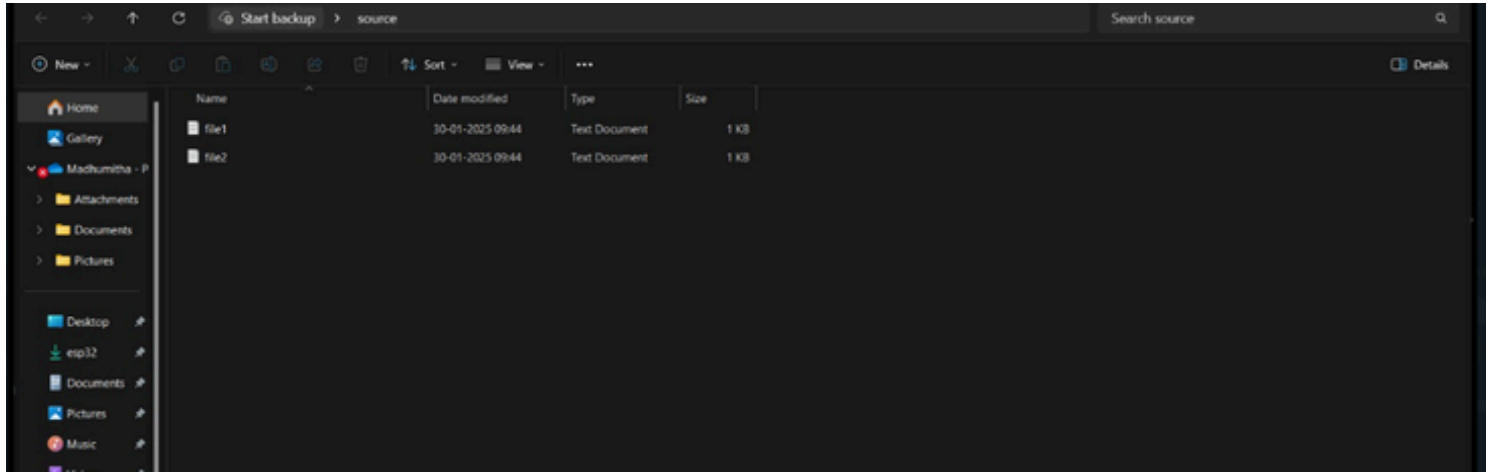 Start backup > source Search source
New Sort View ... Details
Name Date modified Type Size
Home
Gallery
Madhumitha - P
Attachments
Documents
Pictures
file1 30-01-2025 09:44 Text Document 1 KB
file2 30-01-2025 09:44 Text Document 1 KB
Desktop
esp32
Documents
Pictures
Music